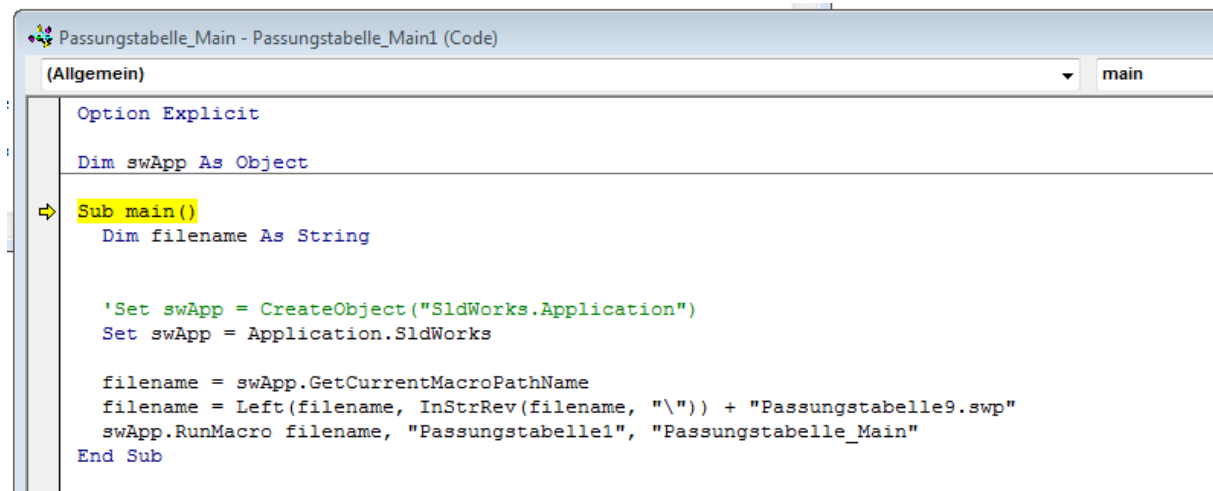 Passungstabelle_Main - Passungstabelle_Main1 (Code)
(Allgemein) main
Option Explicit
Dim swApp As Object
Sub main()
Dim filename As String
'Set swApp = CreateObject("SldWorks.Application")
Set swApp = Application.SldWorks
filename = swApp.GetCurrentMacroPathName
filename = Left(filename, InStrRev(filename, "\")) + "Passungstabelle9.swp"
swApp.RunMacro filename, "Passungstabelle1", "Passungstabelle_Main"
End Sub